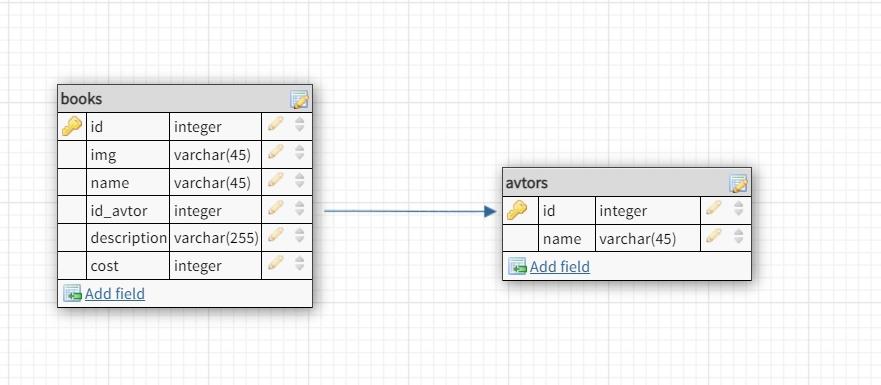 books
id integer
img varchar(45)
name varchar(45)
id_avtor integer
description varchar(255)
cost integer
Add field
avtors
id integer
name varchar(45)
Add field